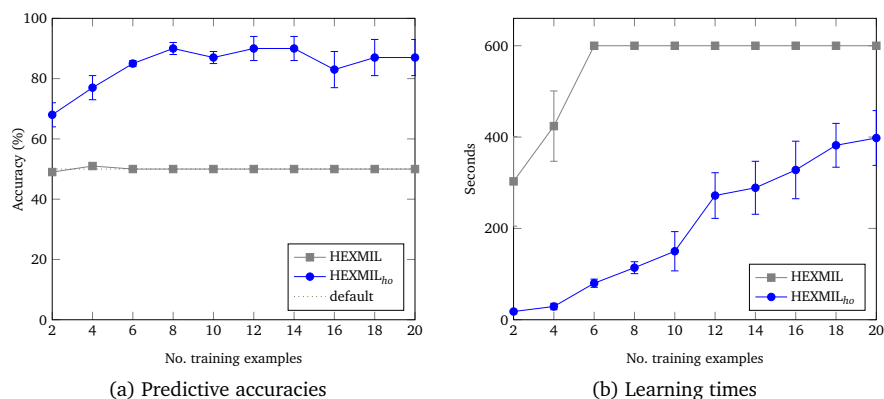 100
80
60
40
20
0
Accuracy (%)
HEXMIL
HEXMILho
default
2 4 6 8 10 12 14 16 18 20
No. training examples
(a) Predictive accuracies
600
400
200
0
Seconds
HEXMIL
HEXMILho
2 4 6 8 10 12 14 16 18 20
No. training examples
(b) Learning times